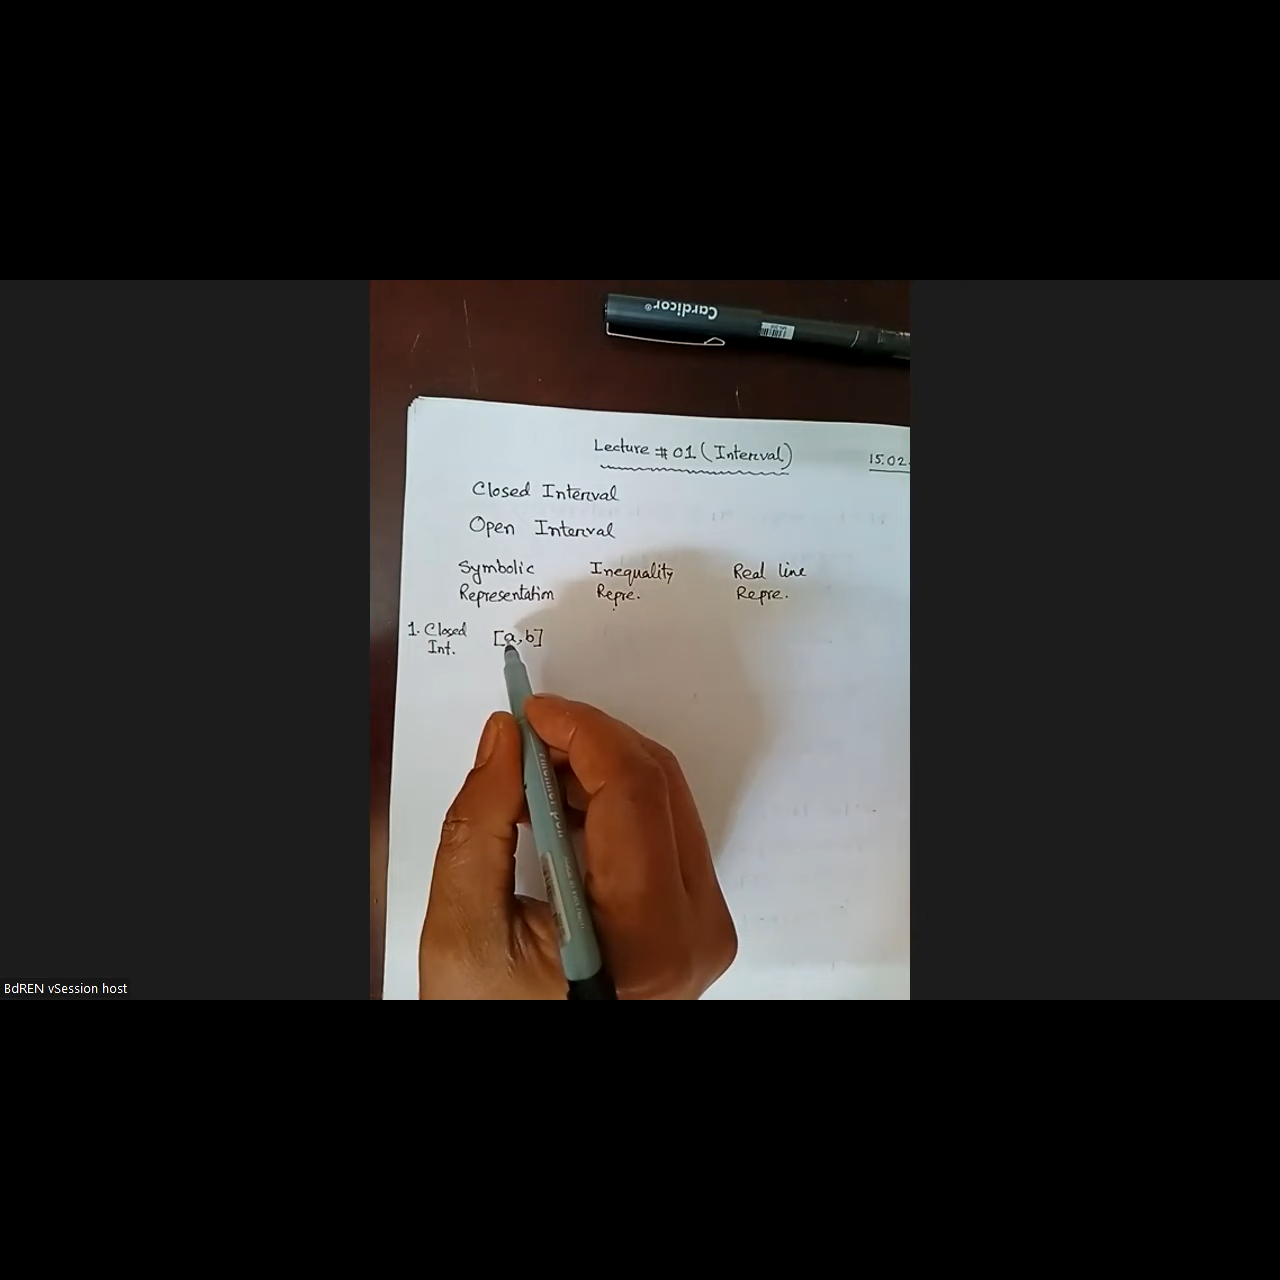 Cardicor®
Lecture # 01 (Interval)
15.02.
Closed Interval
Open Interval
Symbolic Inequality Real line
Representation Repre. Repre.
1. Closed [a,b]
Int.
BdREN vSession host